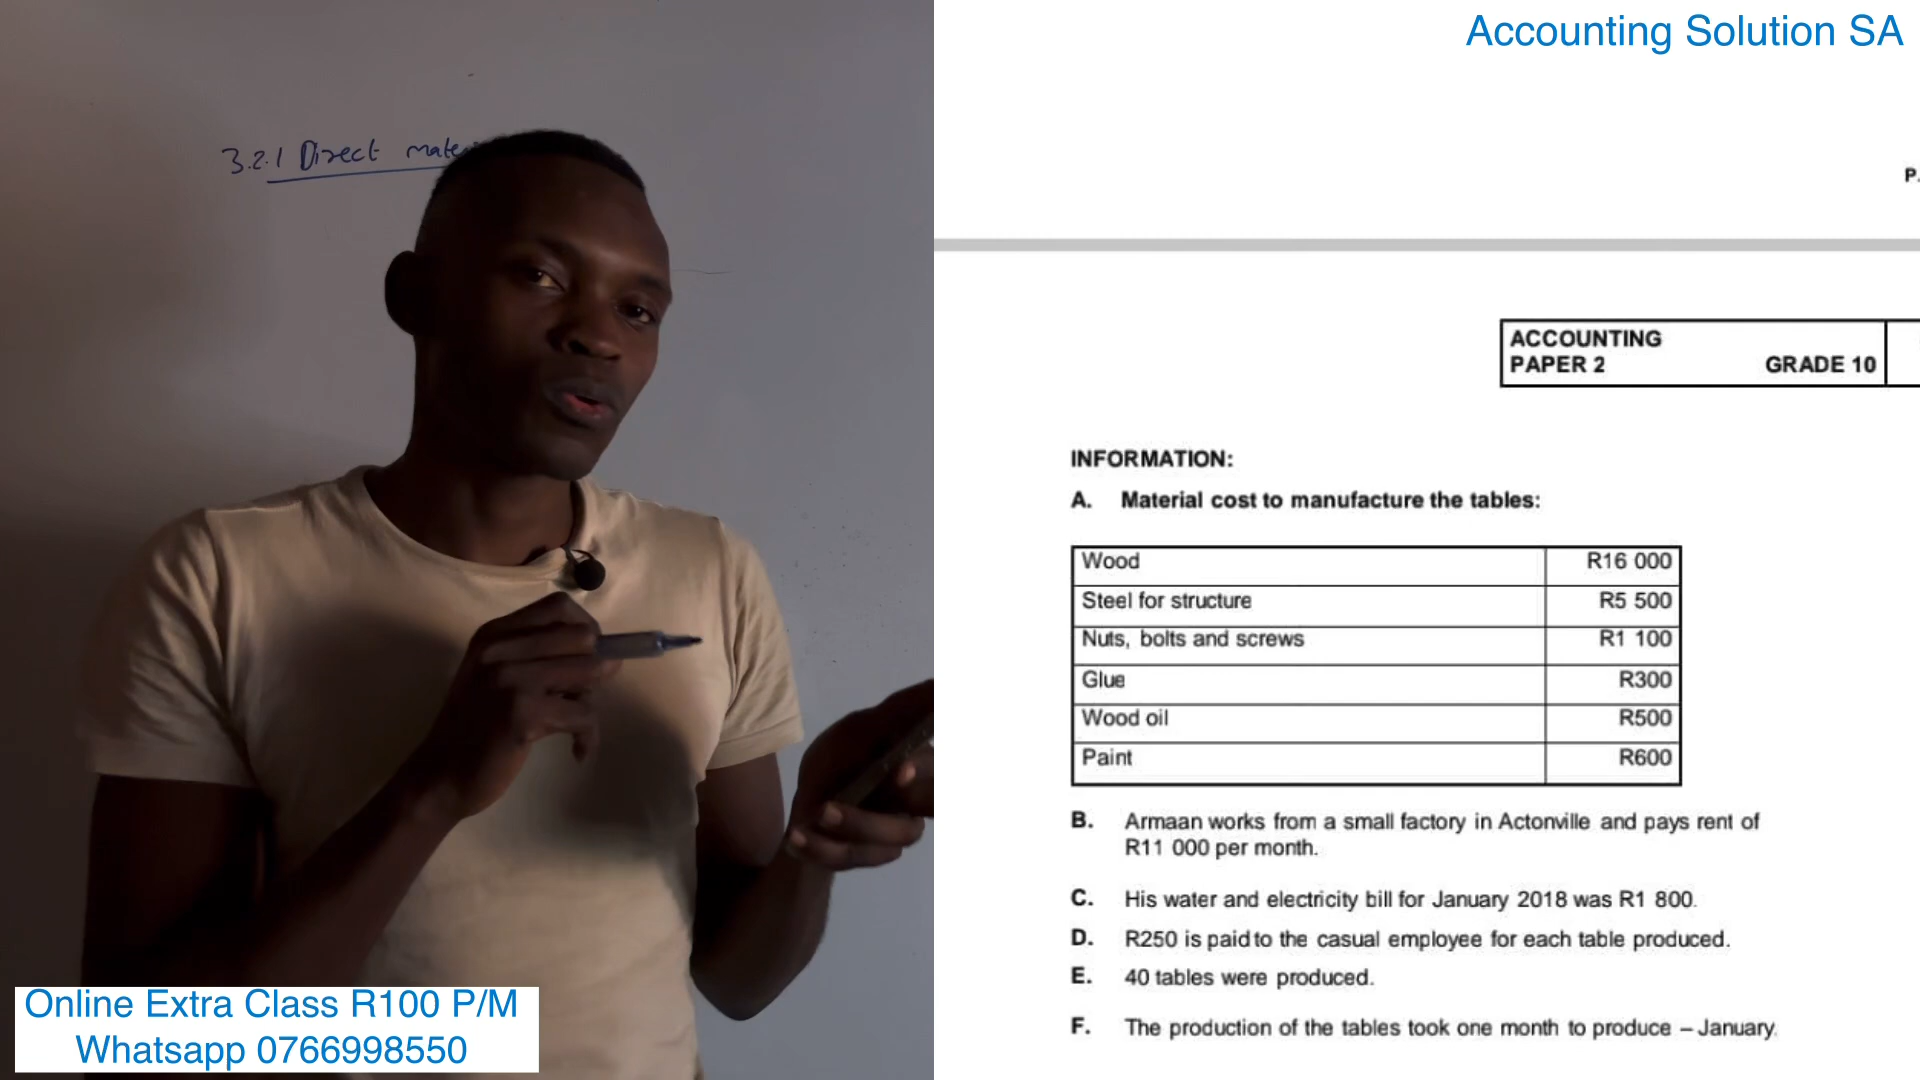 Accounting Solution SA
3.2.1 Direct
P.
ACCOUNTING
PAPER 2 GRADE 10
INFORMATION:
A. Material cost to manufacture the tables:
Wood R16 000
Steel for structure R5 500
Nuts, bolts and screws R1 100
Glue R300
Wood oil R500
Paint R600
B. Armaan works from a small factory in Actonville and pays rent of
R11 000 per month.
C. His water and electricity bill for January 2018 was R1 800.
D. R250 is paid to the casual employee for each table produced.
E. 40 tables were produced.
F. The production of the tables took one month to produce – January.
Online Extra Class R100 P/M
Whatsapp 0766998550